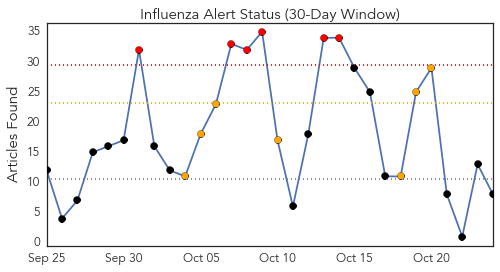 Influenza Alert Status (30-Day Window)
Articles Found
35
30
25
20
15
10
5
0
Sep 25 Sep 30 Oct 05 Oct 10 Oct 15 Oct 20